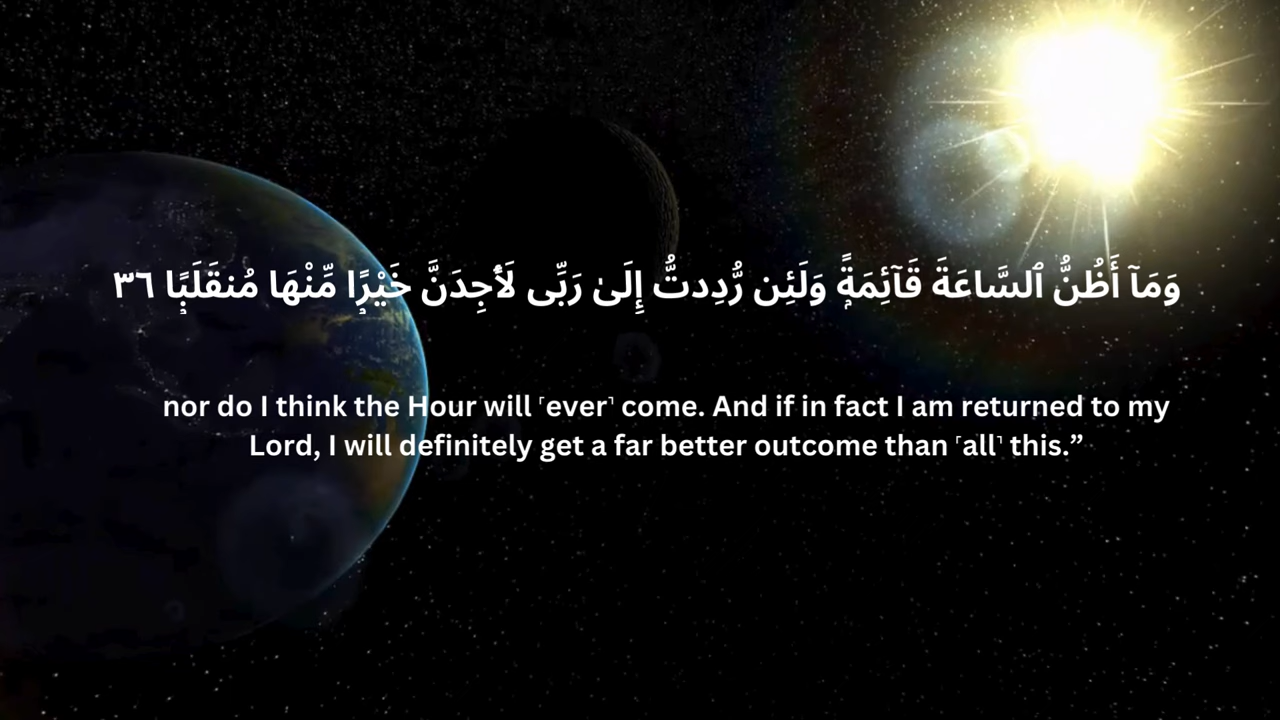 وَمَآ أَظُنُّ ٱلسَّاعَةَ قَآئِمَةً وَلَئِن رُّدِدتُّ إِلَىٰ رَبِّى لَأَجِدَنَّ خَيْرًا مِّنْهَا مُنقَلَبًا ٣٦
nor do I think the Hour will ˹ever˺ come. And if in fact I am returned to my
Lord, I will definitely get a far better outcome than ˹all˺ this.”